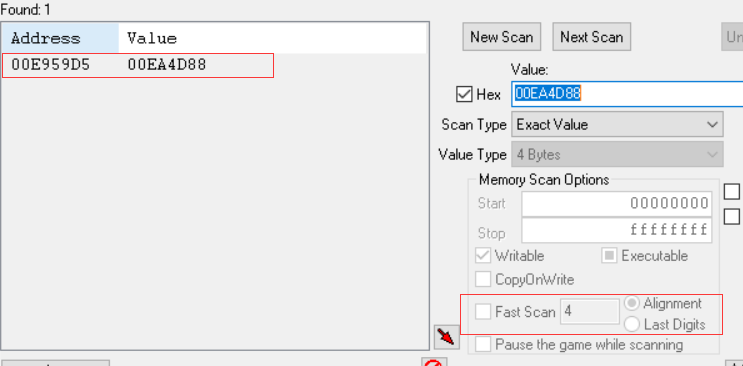 Found: 1
Address Value
00E959D5 00EA4D88
New Scan Next Scan Un
Value:
Hex 00EA4D88
Scan Type Exact Value
Value Type 4 Bytes
Memory Scan Options
Start 00000000
Stop ffffffff
Writable Executable
CopyOnWrite
Fast Scan 4 Alignment
Last Digits
Pause the game while scanning